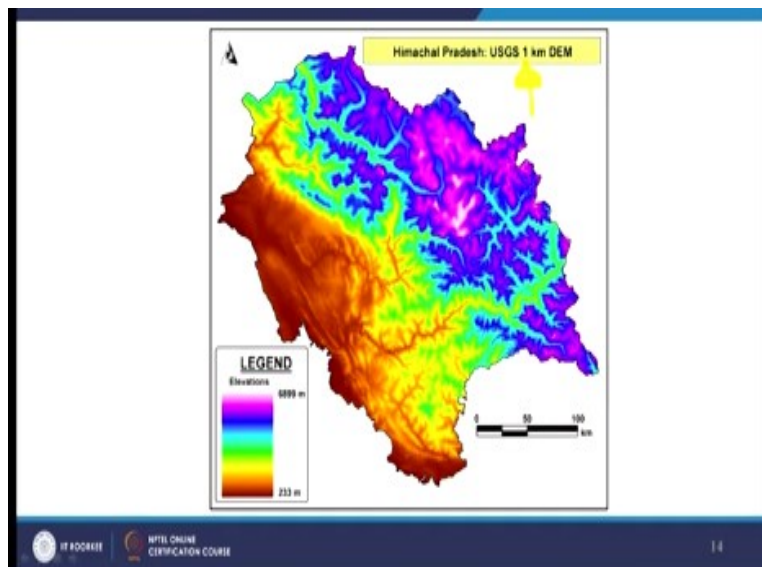 Himachal Pradesh: USGS 1 km DEM
LEGEND
Elevations
6899 m
233 m
0 50 100
km
IIT ROORKEE
NPTEL ONLINE
CERTIFICATION COURSE
14